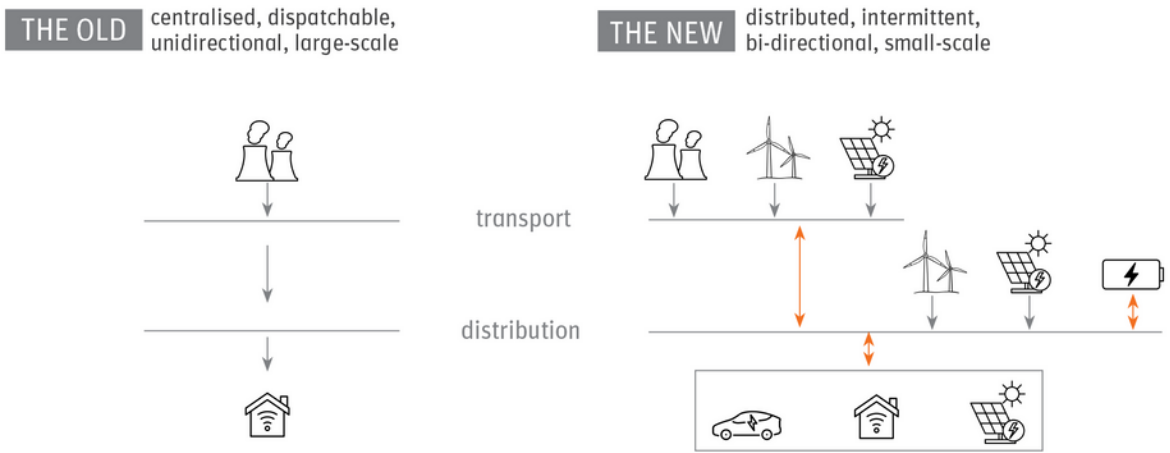 THE OLD
centralised, dispatchable,
unidirectional, large-scale
THE NEW
distributed, intermittent,
bi-directional, small-scale
transport
distribution